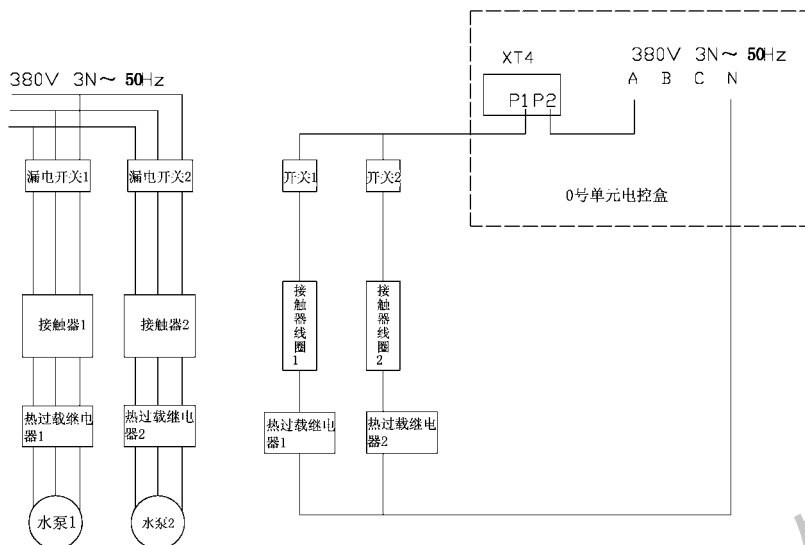 380V 3N～ 50Hz
漏电开关1
漏电开关2
接触器1
接触器2
热过载继电
器1
热过载继电
器2
水泵1
水泵2
XT4
P1 P2
380V 3N～ 50Hz
A B C N
0号单元电控盒
开关1
开关2
接触器线圈1
接触器线圈2
热过载继电
器1
热过载继电
器2